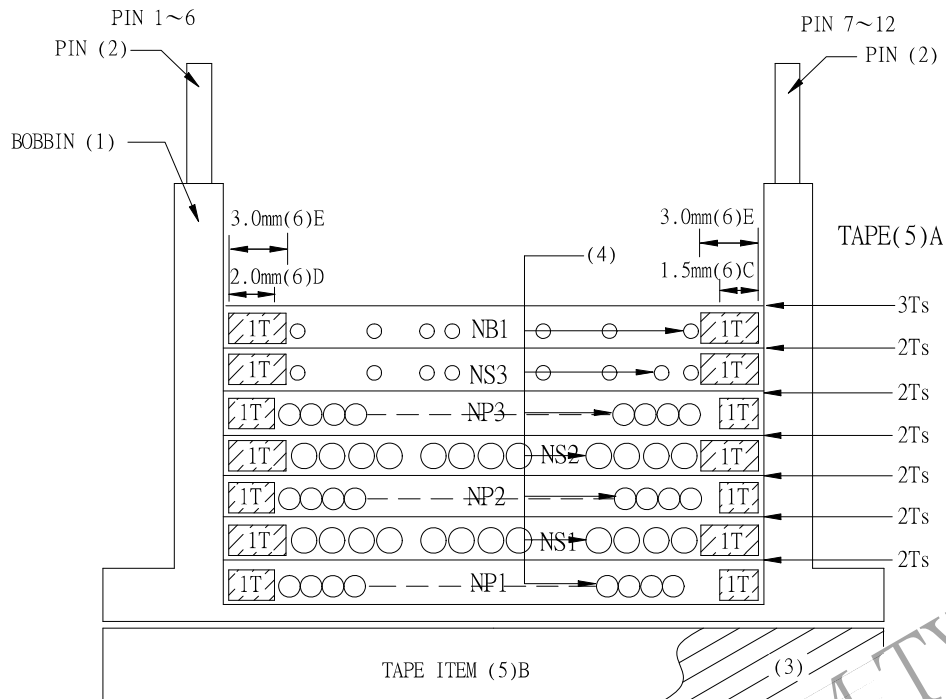 PIN 1~6
PIN (2)
PIN 7~12
PIN (2)
BOBBIN (1)
3.0mm(6)E
3.0mm(6)E
TAPE(5)A
(4)
2.0mm(6)D
1.5mm(6)C
3Ts
1T NB1 1T
2Ts
1T NS3 1T
2Ts
1T NP3 1T
2Ts
1T NS2 1T
2Ts
1T NP2 1T
2Ts
1T NS1 1T
2Ts
1T NP1 1T
TAPE ITEM (5)B
(3)